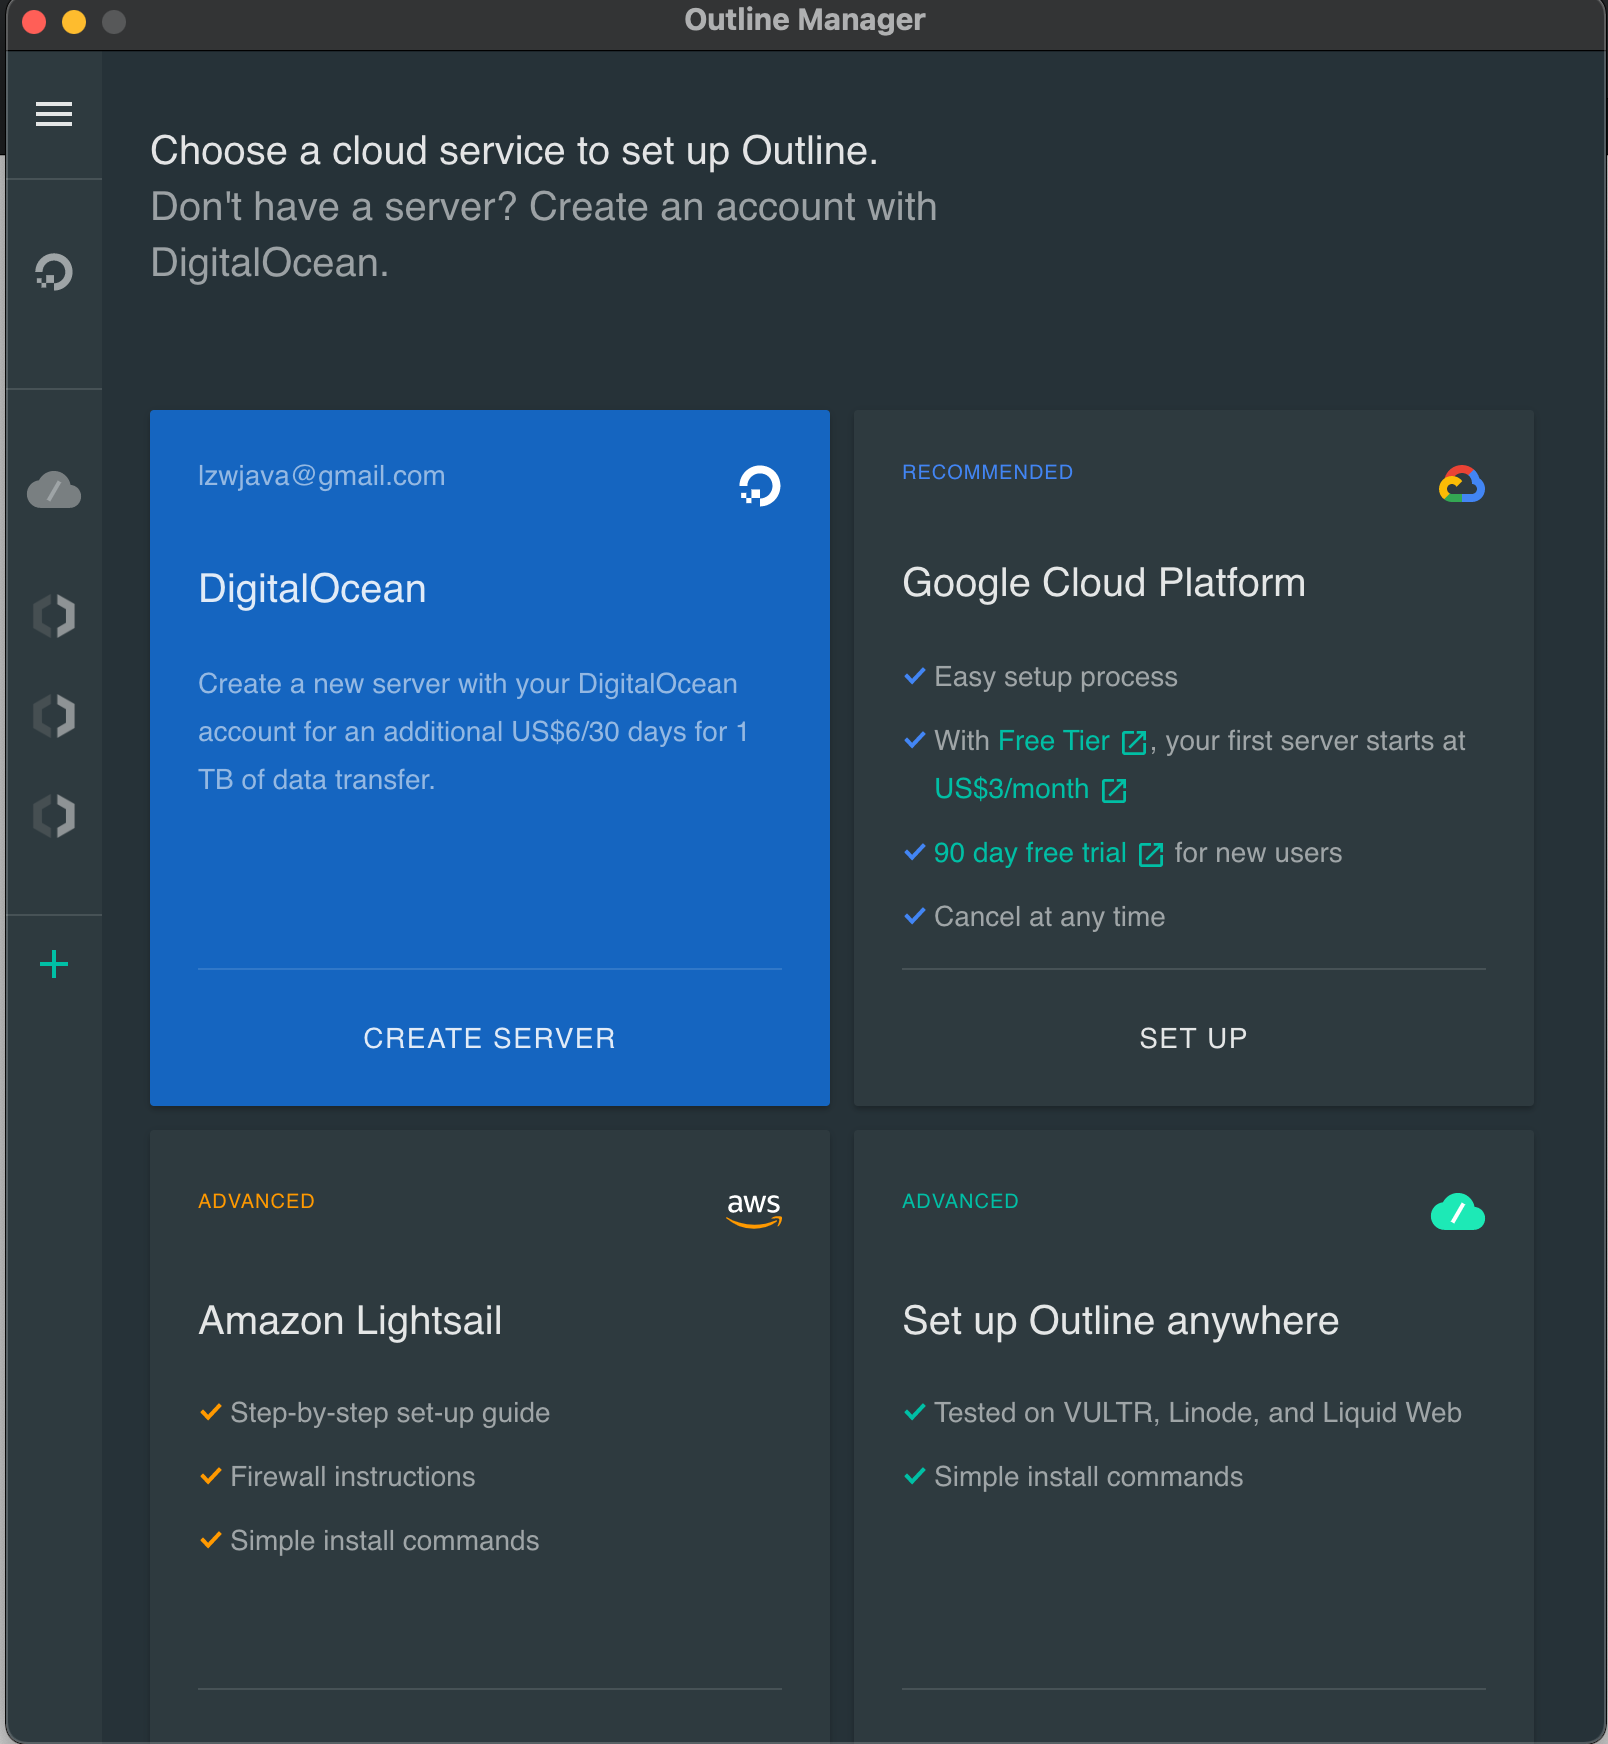 Outline Manager
Choose a cloud service to set up Outline.
Don't have a server? Create an account with
DigitalOcean.
lzwjava@gmail.com
DigitalOcean
Create a new server with your DigitalOcean
account for an additional US$6/30 days for 1
TB of data transfer.
CREATE SERVER
RECOMMENDED
Google Cloud Platform
Easy setup process
With Free Tier , your first server starts at
US$3/month
90 day free trial for new users
Cancel at any time
SET UP
ADVANCED
aws
Amazon Lightsail
Step-by-step set-up guide
Firewall instructions
Simple install commands
ADVANCED
Set up Outline anywhere
Tested on VULTR, Linode, and Liquid Web
Simple install commands